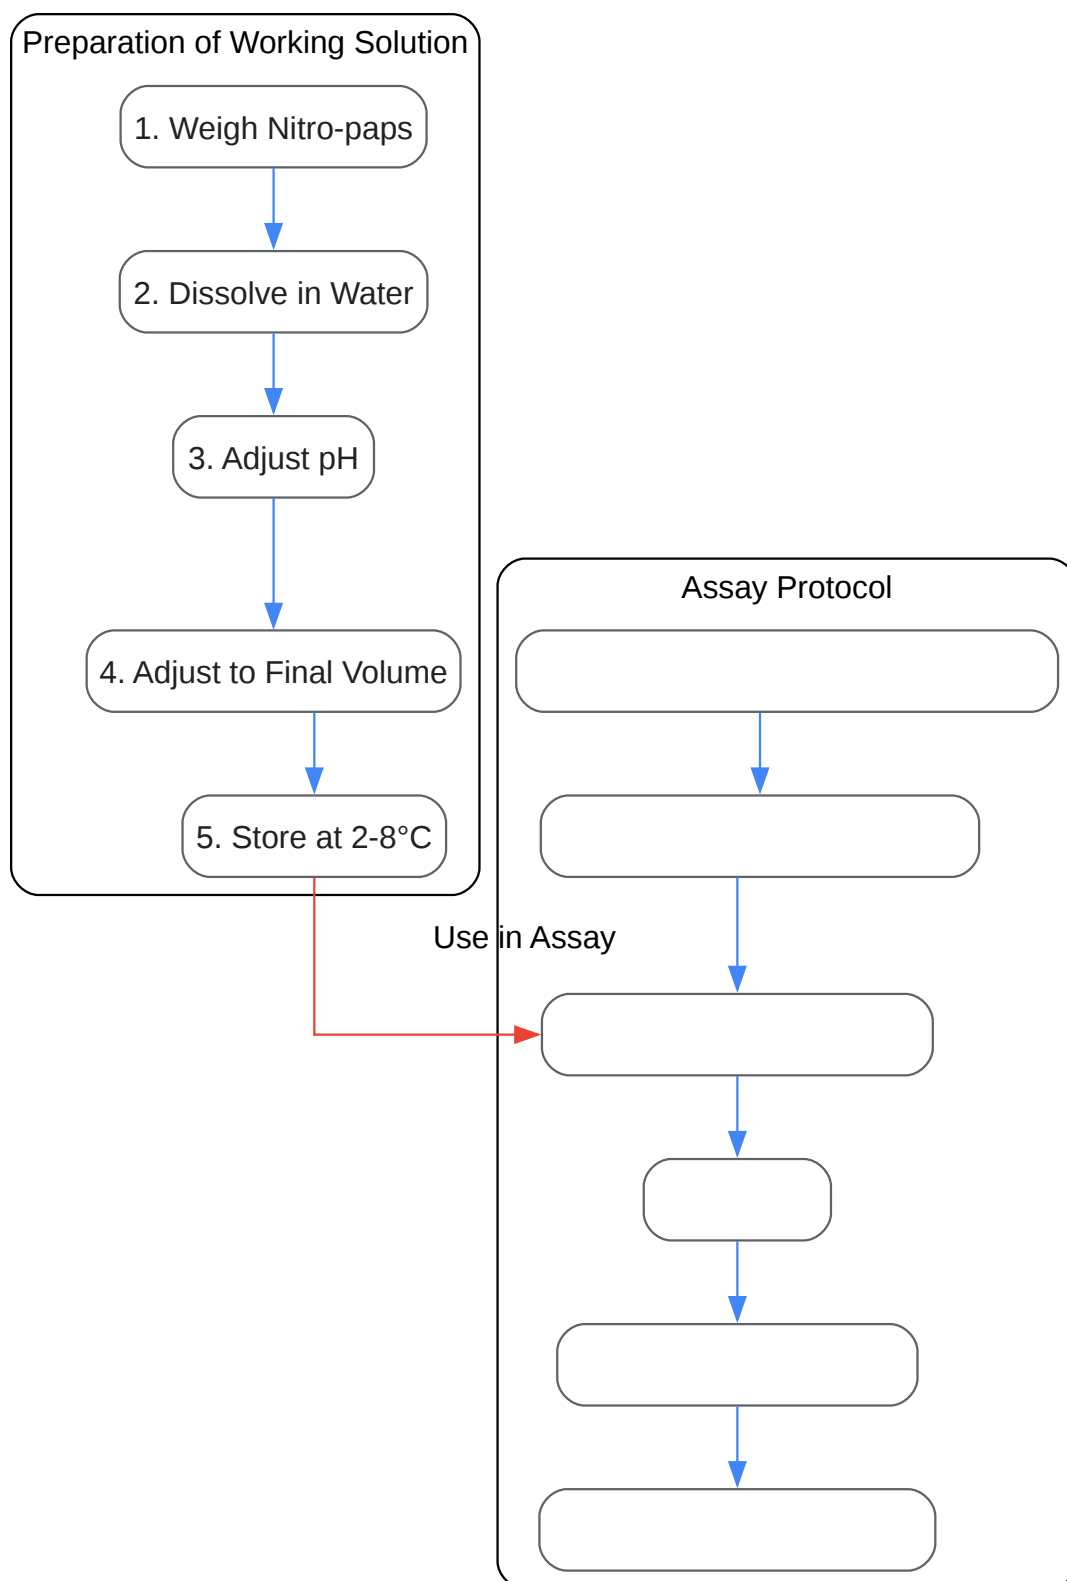 Preparation of Working Solution
1. Weigh Nitro-paps
2. Dissolve in Water
3. Adjust pH
4. Adjust to Final Volume
5. Store at 2-8°C
Use in Assay
Assay Protocol